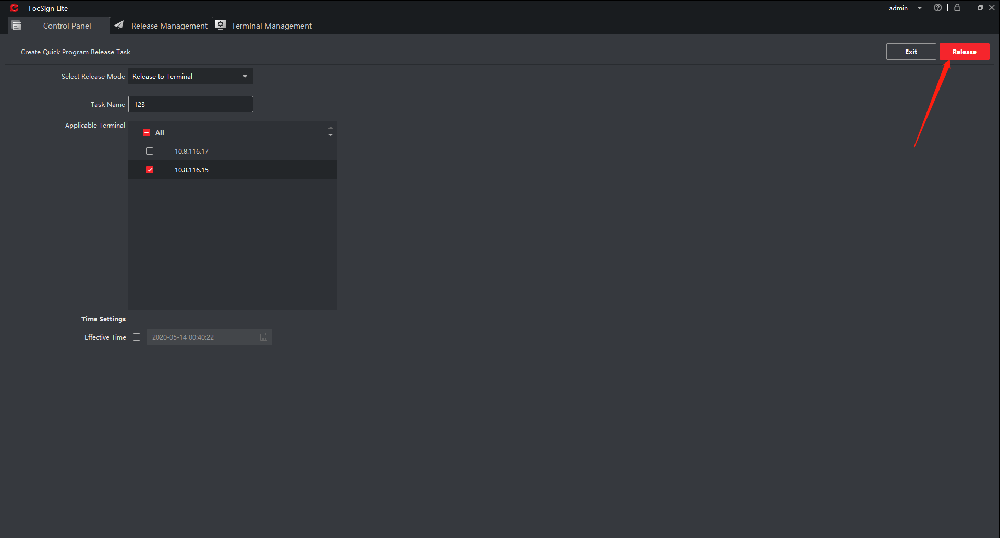 FocSign Lite
admin
Control Panel
Release Management
Terminal Management
Create Quick Program Release Task
Exit
Release
Select Release Mode
Release to Terminal
Task Name
123
Applicable Terminal
All
10.8.116.17
10.8.116.15
Time Settings
Effective Time
2020-05-14 00:40:22